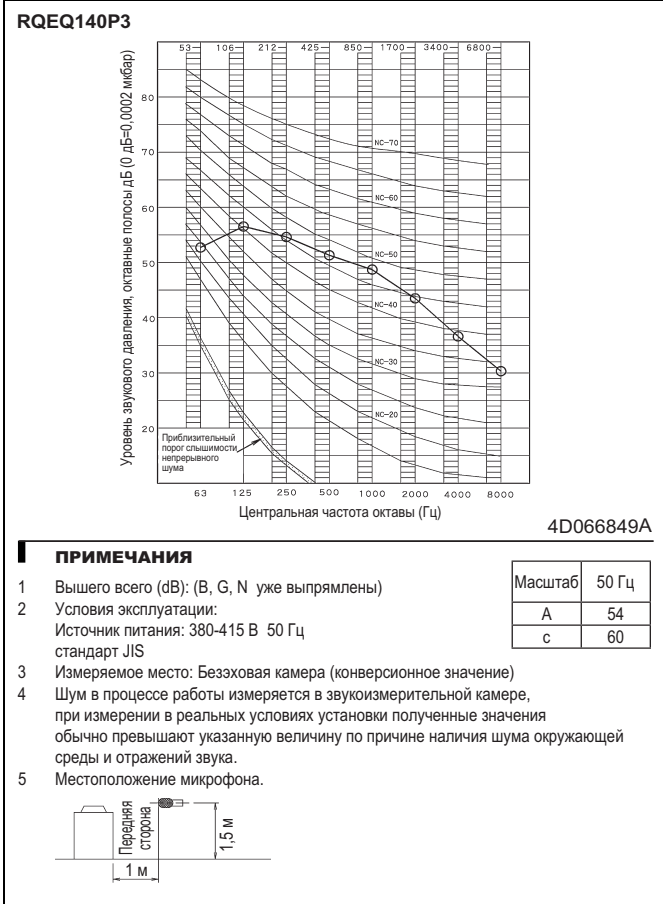 RQEQ140P3
Уровень звукового давления, октавные полосы дБ (0 дБ=0,0002 мкбар)
53 106 212 425 850 1700 3400 6800
80
70
60
50
40
30
20
NC-70
NC-60
NC-50
NC-40
NC-30
NC-20
Приблизительный
порог слышимости
непрерывного
шума
63 125 250 500 1000 2000 4000 8000
Центральная частота октавы (Гц)
4D066849A
ПРИМЕЧАНИЯ
1 Вышего всего (dB): (B, G, N уже выпрямлены)
2 Условия эксплуатации:
Источник питания: 380-415 В 50 Гц
стандарт JIS
Масштаб 50 Гц
A 54
c 60
3 Измеряемое место: Безэховая камера (конверсионное значение)
4 Шум в процессе работы измеряется в звукоизмерительной камере,
при измерении в реальных условиях установки полученные значения
обычно превышают указанную величину по причине наличия шума окружающей
среды и отражений звука.
5 Местоположение микрофона.
Передняя
сторона
1,5 м
1 м